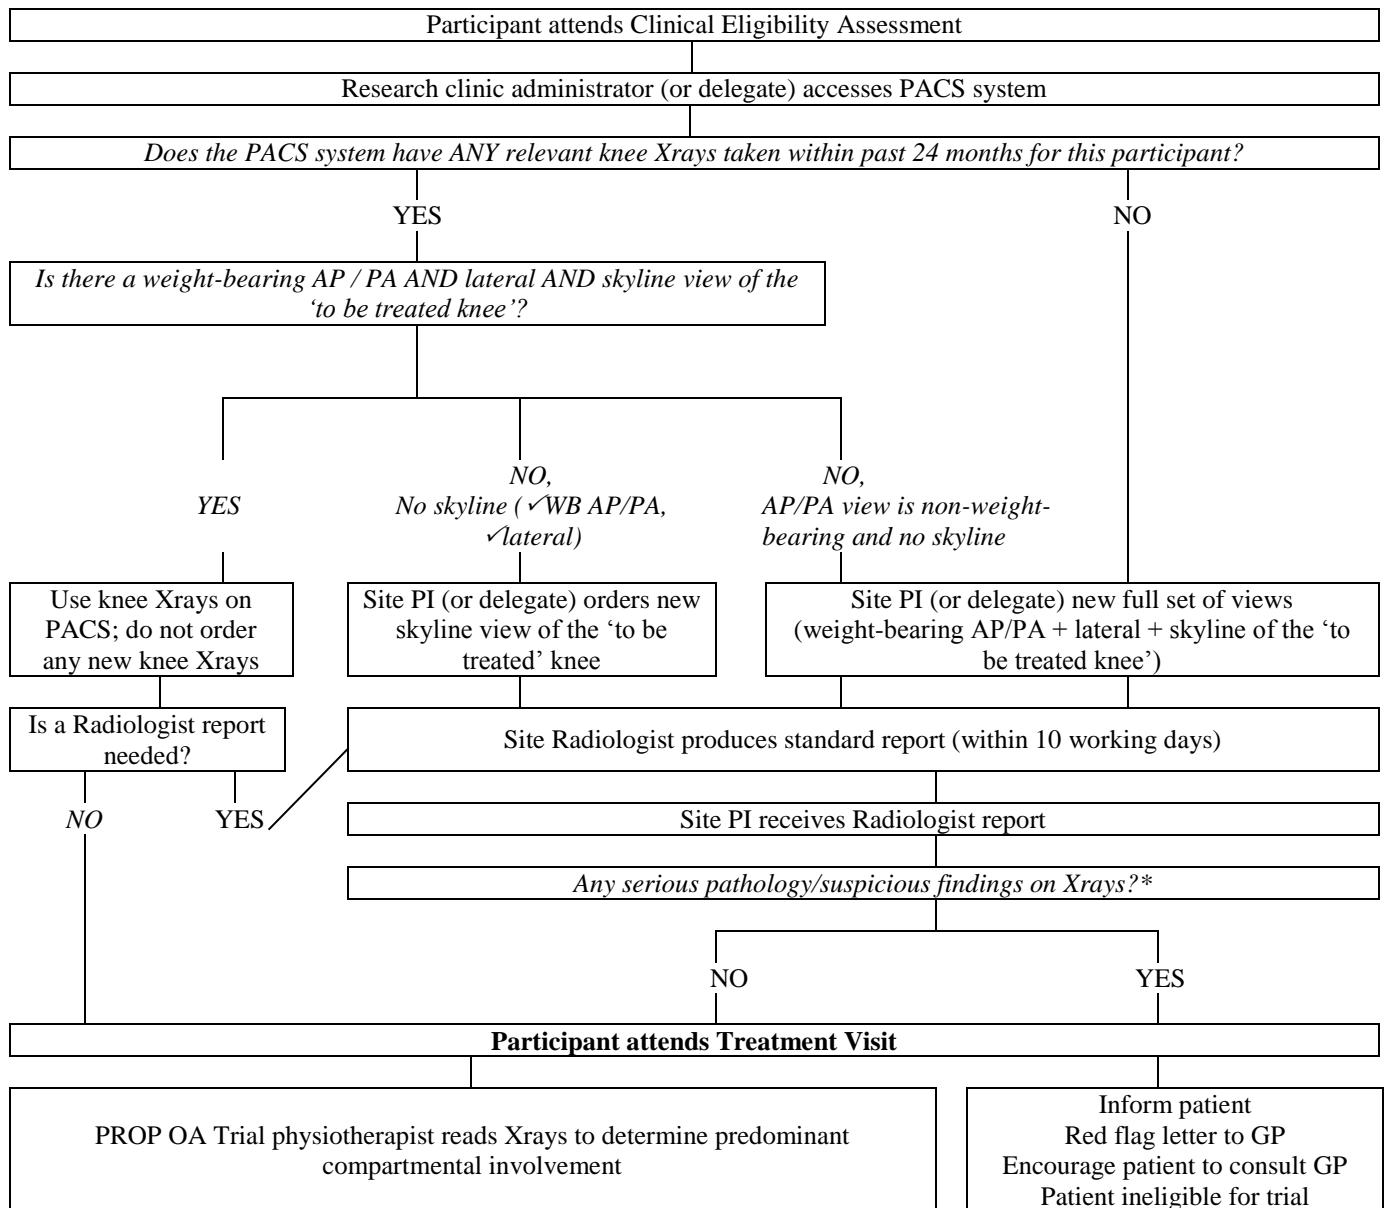 Participant attends Clinical Eligibility Assessment
Research clinic administrator (or delegate) accesses PACS system
Does the PACS system have ANY relevant knee Xrays taken within past 24 months for this participant?
YES
NO
Is there a weight-bearing AP / PA AND lateral AND skyline view of the
‘to be treated knee’?
YES
NO,
No skyline (✓WB AP/PA,
✓lateral)
NO,
AP/PA view is non-weight-
bearing and no skyline
Use knee Xrays on
PACS; do not order
any new knee Xrays
Site PI (or delegate) orders new
skyline view of the ‘to be
treated’ knee
Site PI (or delegate) new full set of views
(weight-bearing AP/PA + lateral + skyline of the ‘to
be treated knee’)
Is a Radiologist report
needed?
Site Radiologist produces standard report (within 10 working days)
NO
YES
Site PI receives Radiologist report
Any serious pathology/suspicious findings on Xrays?*
NO
YES
Participant attends Treatment Visit
PROP OA Trial physiotherapist reads Xrays to determine predominant
compartmental involvement
Inform patient
Red flag letter to GP
Encourage patient to consult GP
Patient ineligible for trial